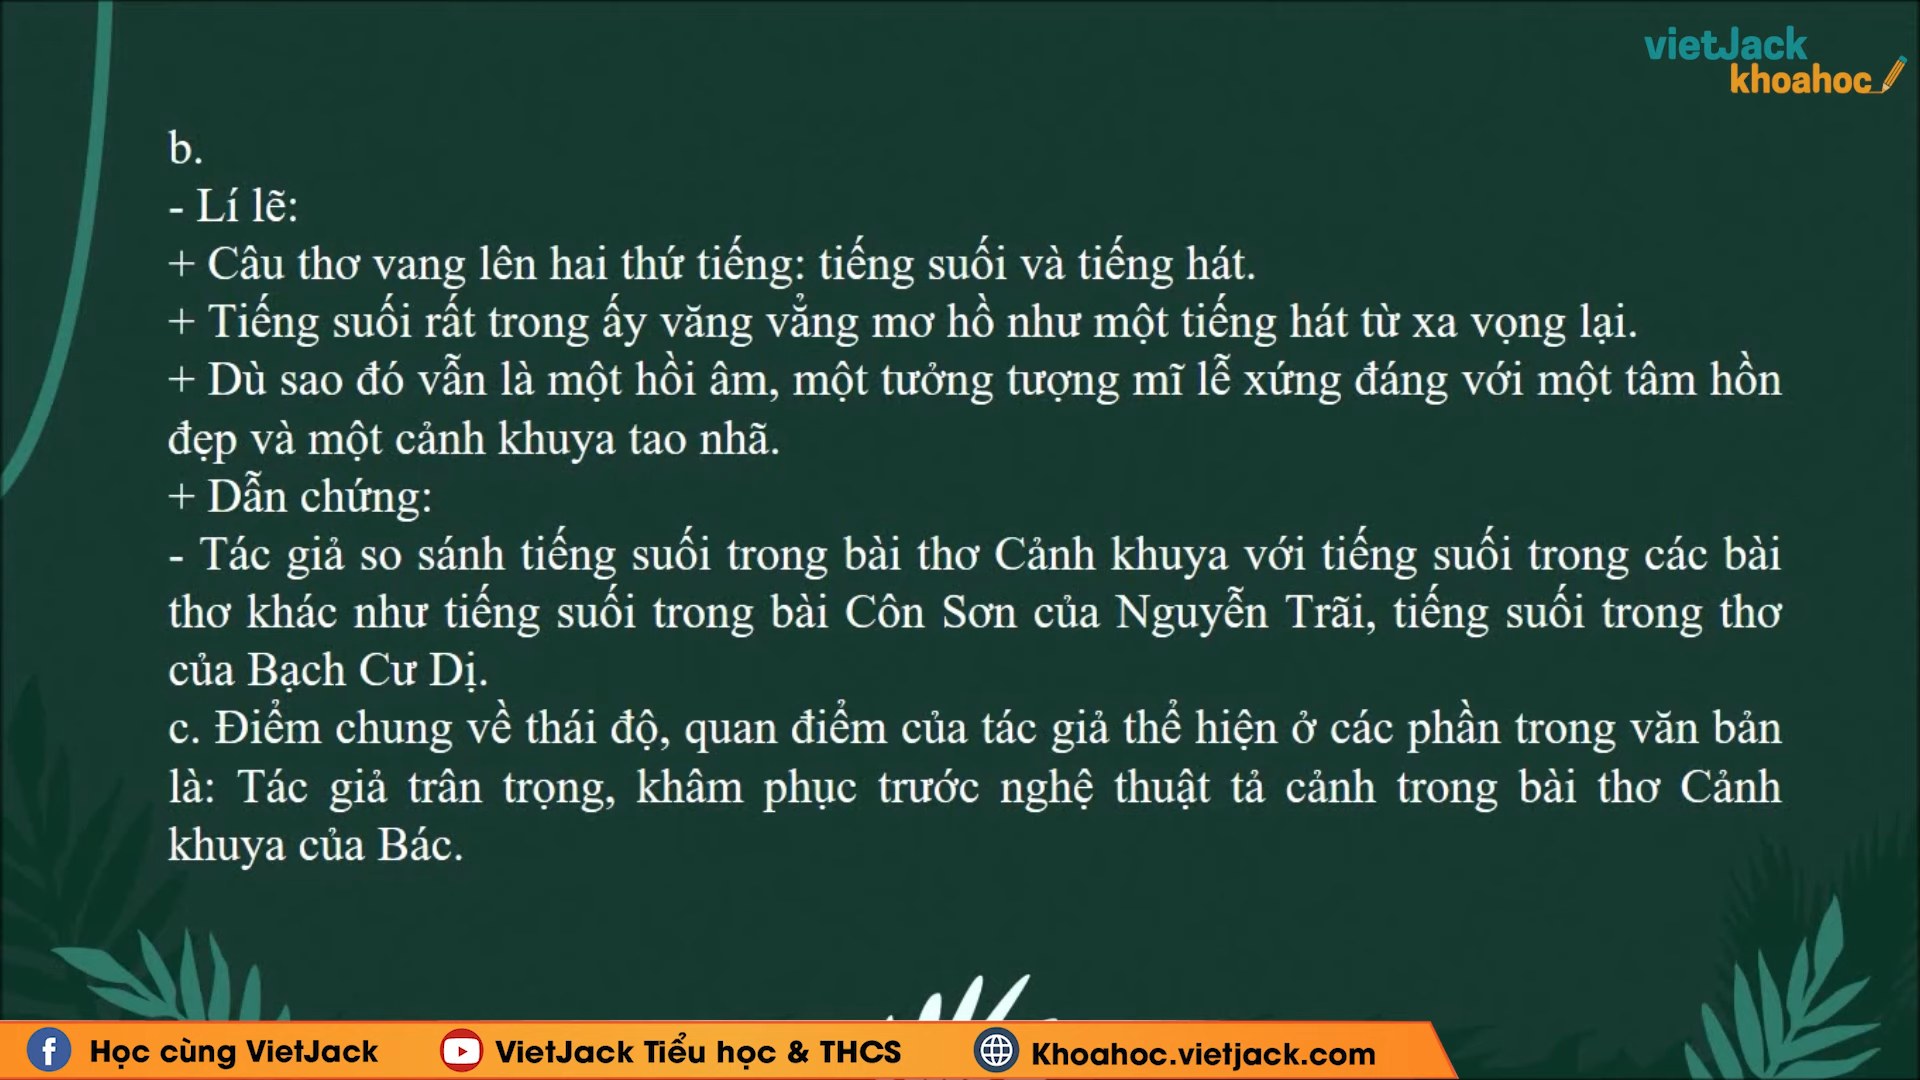 vietJack
khoahoc
b.
- Lí lẽ:
+ Câu thơ vang lên hai thứ tiếng: tiếng suối và tiếng hát.
+ Tiếng suối rất trong ấy văng vẳng mơ hồ như một tiếng hát từ xa vọng lại.
+ Dù sao đó vẫn là một hồi âm, một tưởng tượng mĩ lễ xứng đáng với một tâm hồn
đẹp và một cảnh khuya tao nhã.
+ Dẫn chứng:
- Tác giả so sánh tiếng suối trong bài thơ Cảnh khuya với tiếng suối trong các bài
thơ khác như tiếng suối trong bài Côn Sơn của Nguyễn Trãi, tiếng suối trong thơ
của Bạch Cư Dị.
c. Điểm chung về thái độ, quan điểm của tác giả thể hiện ở các phần trong văn bản
là: Tác giả trân trọng, khâm phục trước nghệ thuật tả cảnh trong bài thơ Cảnh
khuya của Bác.
Học cùng VietJack VietJack Tiểu học & THCS Khoahoc.vietjack.com